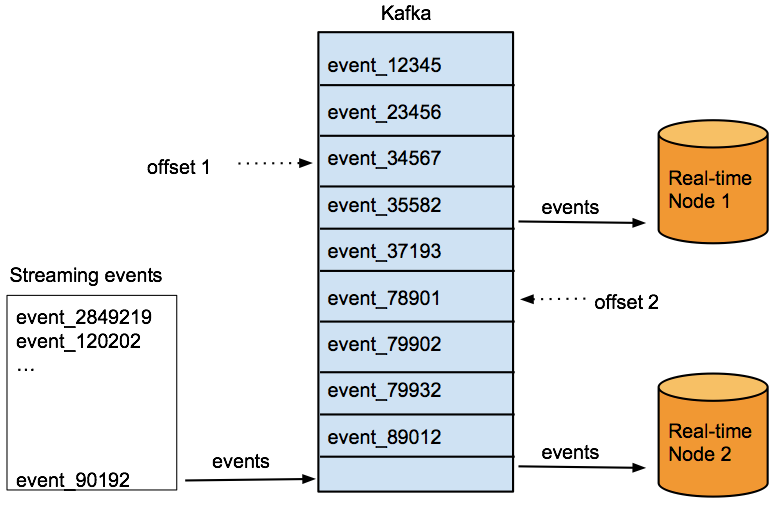 Kafka
event_12345
event_23456
event_34567
event_35582
event_37193
event_78901
event_79902
event_79932
event_89012
offset 1
offset 2
Streaming events
event_2849219
event_120202
...
event_90192
events
events
Real-time
Node 1
events
Real-time
Node 2